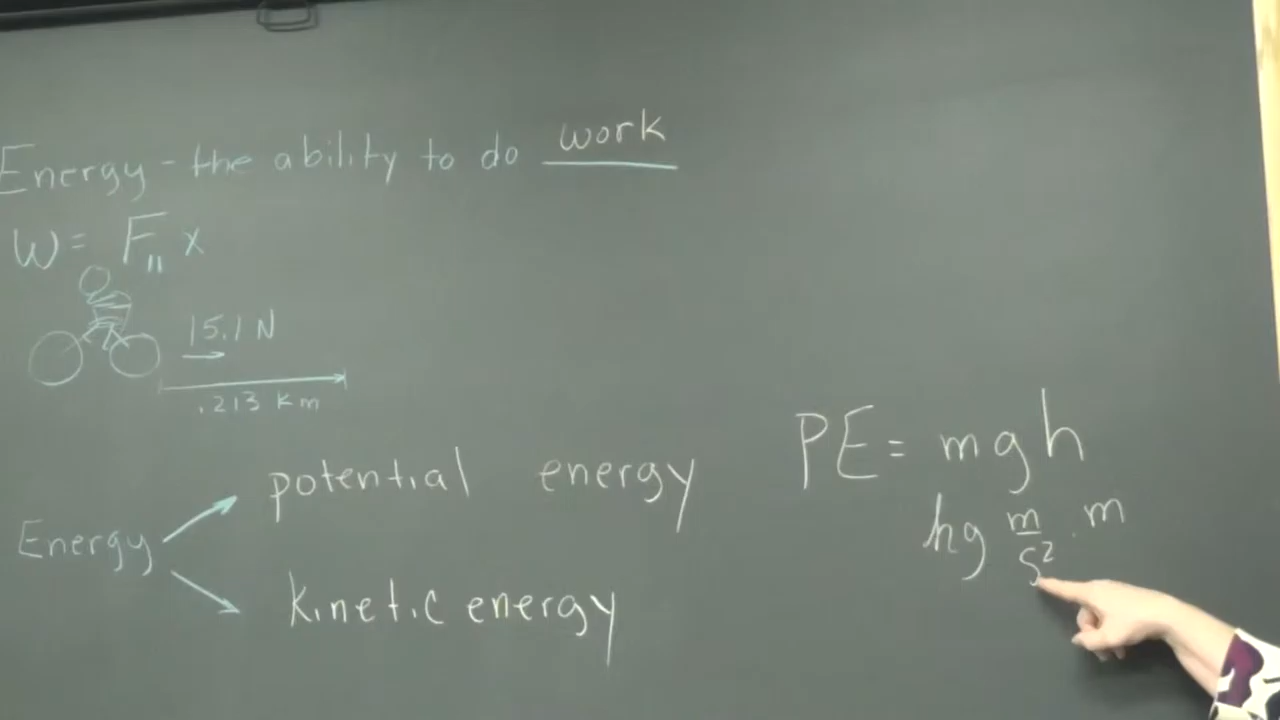 Energy - the ability to do work
W = F_{||} x
15.1 N
.213 km
potential energy
Energy
kinetic energy
PE = mgh
kg m/s² · m